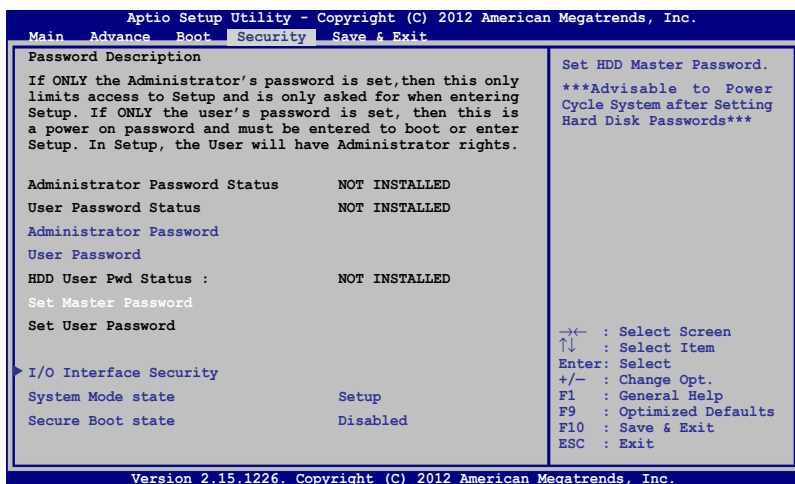 Aptio Setup Utility - Copyright (C) 2012 American Megatrends, Inc.
Main Advance Boot Security Save & Exit
Password Description
If ONLY the Administrator's password is set,then this only
limits access to Setup and is only asked for when entering
Setup. If ONLY the user's password is set, then this is
a power on password and must be entered to boot or enter
Setup. In Setup, the User will have Administrator rights.
Administrator Password Status NOT INSTALLED
User Password Status NOT INSTALLED
Administrator Password
User Password
HDD User Pwd Status : NOT INSTALLED
Set Master Password
Set User Password
I/O Interface Security
System Mode state Setup
Secure Boot state Disabled
Set HDD Master Password.
***Advisable to Power
Cycle System after Setting
Hard Disk Passwords***
→← : Select Screen
↑↓ : Select Item
Enter: Select
+/— : Change Opt.
F1 : General Help
F9 : Optimized Defaults
F10 : Save & Exit
ESC : Exit
Version 2.15.1226. Copyright (C) 2012 American Megatrends, Inc.